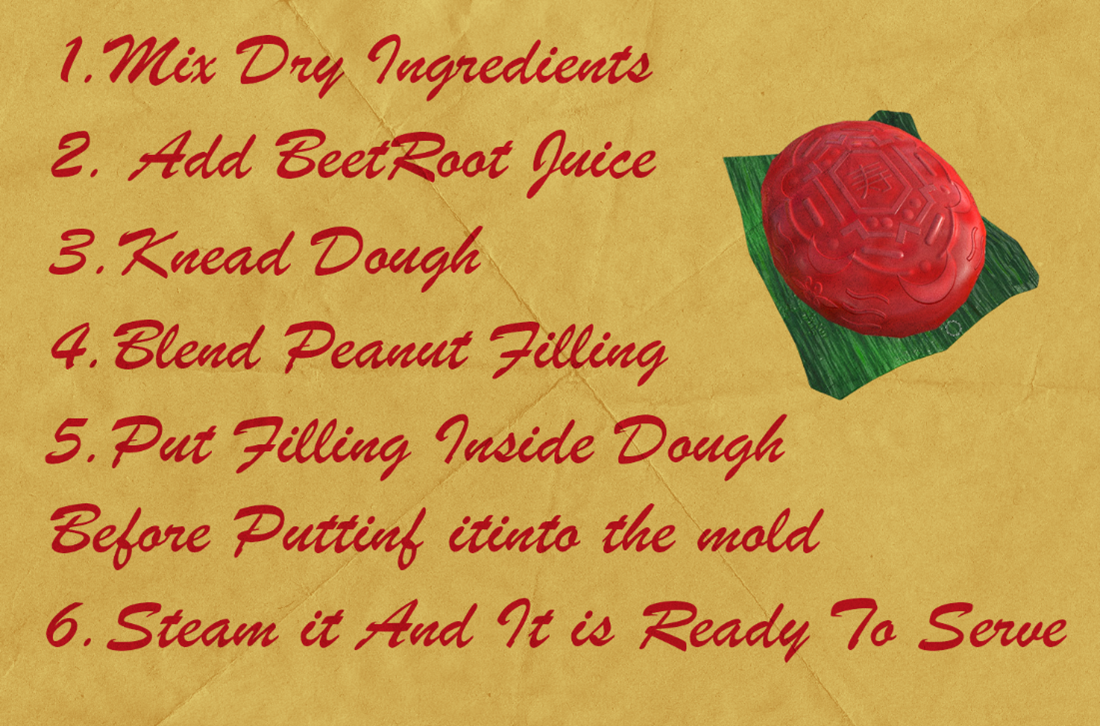 1.Mix Dry Ingredients
2. Add BeetRoot Juice
3.Knead Dough
4.Blend Peanut Filling
5.Put Filling Inside Dough
Before Puttinf itinto the mold
6.Steam it And It is Ready To Serve